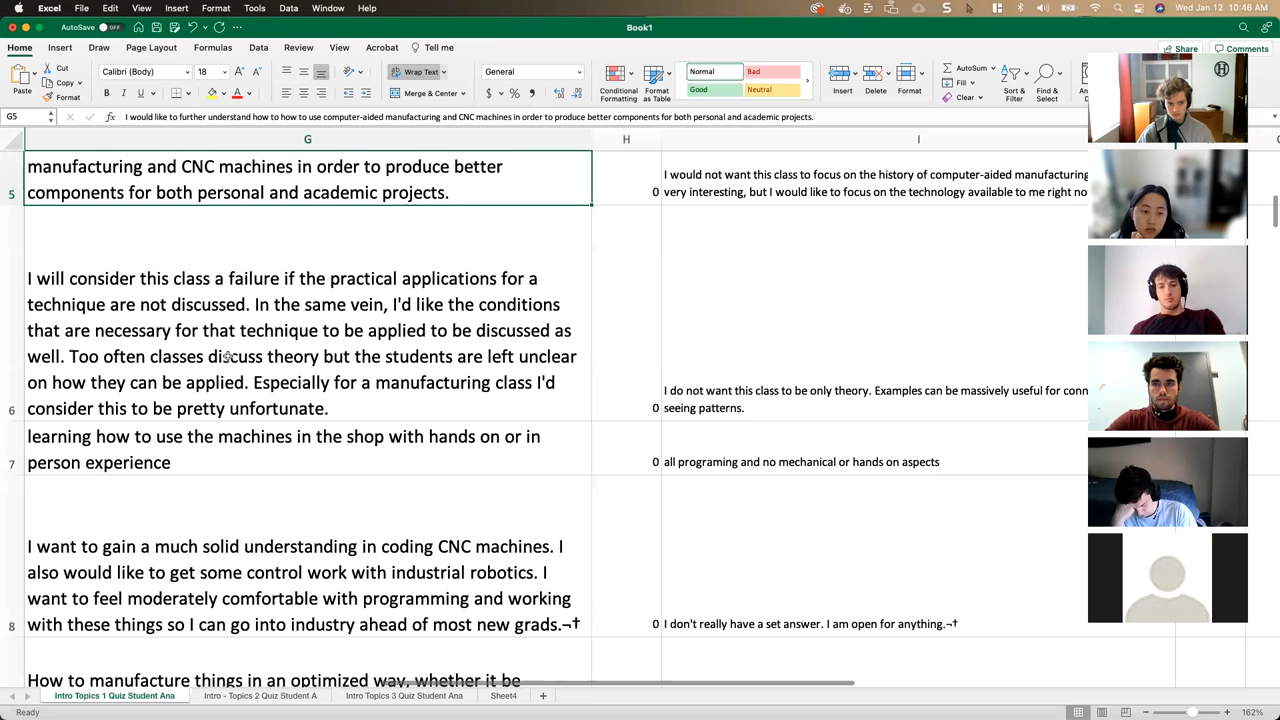 Excel File Edit View Insert Format Tools Data Window Help Wed Jan 12 10:46 AM
AutoSave OFF Book1
Home Insert Draw Page Layout Formulas Data Review View Acrobat Tell me Share Comments
Paste Cut Copy Format Calibri (Body) 18 Wrap Text General Normal Bad AutoSum
B I U Merge & Center Conditional Formatting Format as Table Good Neutral Insert Delete Format Fill Clear Sort & Filter Find & Select
G5 fx I would like to further understand how to how to use computer-aided manufacturing and CNC machines in order to produce better components for both personal and academic projects.
G H I
manufacturing and CNC machines in order to produce better
components for both personal and academic projects.
5
I would not want this class to focus on the history of computer-aided manufacturing
0 very interesting, but I would like to focus on the technology available to me right no
I will consider this class a failure if the practical applications for a
technique are not discussed. In the same vein, I'd like the conditions
that are necessary for that technique to be applied to be discussed as
well. Too often classes discuss theory but the students are left unclear
on how they can be applied. Especially for a manufacturing class I'd
consider this to be pretty unfortunate.
6
I do not want this class to be only theory. Examples can be massively useful for conn
0 seeing patterns.
learning how to use the machines in the shop with hands on or in
person experience
7
0 all programing and no mechanical or hands on aspects
I want to gain a much solid understanding in coding CNC machines. I
also would like to get some control work with industrial robotics. I
want to feel moderately comfortable with programming and working
with these things so I can go into industry ahead of most new grads.¬†
8
0 I don't really have a set answer. I am open for anything.¬†
How to manufacture things in an optimized way, whether it be
Intro Topics 1 Quiz Student Ana Intro - Topics 2 Quiz Student A Intro Topics 3 Quiz Student Ana Sheet4 +
Ready 162%